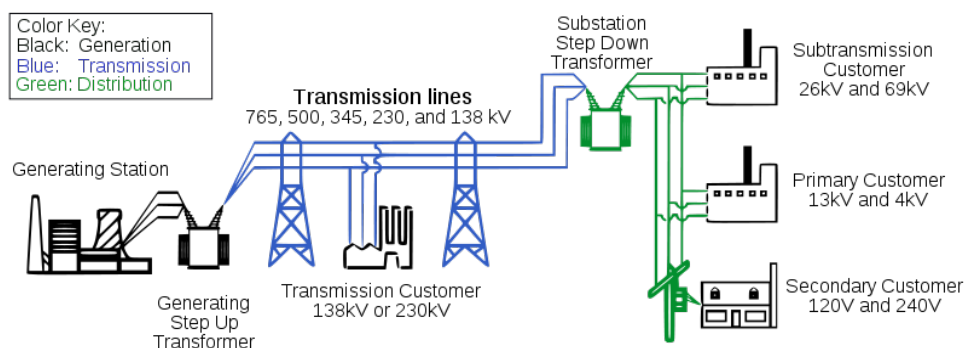 Color Key:
Black: Generation
Blue: Transmission
Green: Distribution
Substation
Step Down
Transformer
Subtransmission
Customer
26kV and 69kV
Transmission lines
765, 500, 345, 230, and 138 kV
Generating Station
Primary Customer
13kV and 4kV
Transmission Customer
138kV or 230kV
Generating
Step Up
Transformer
Secondary Customer
120V and 240V